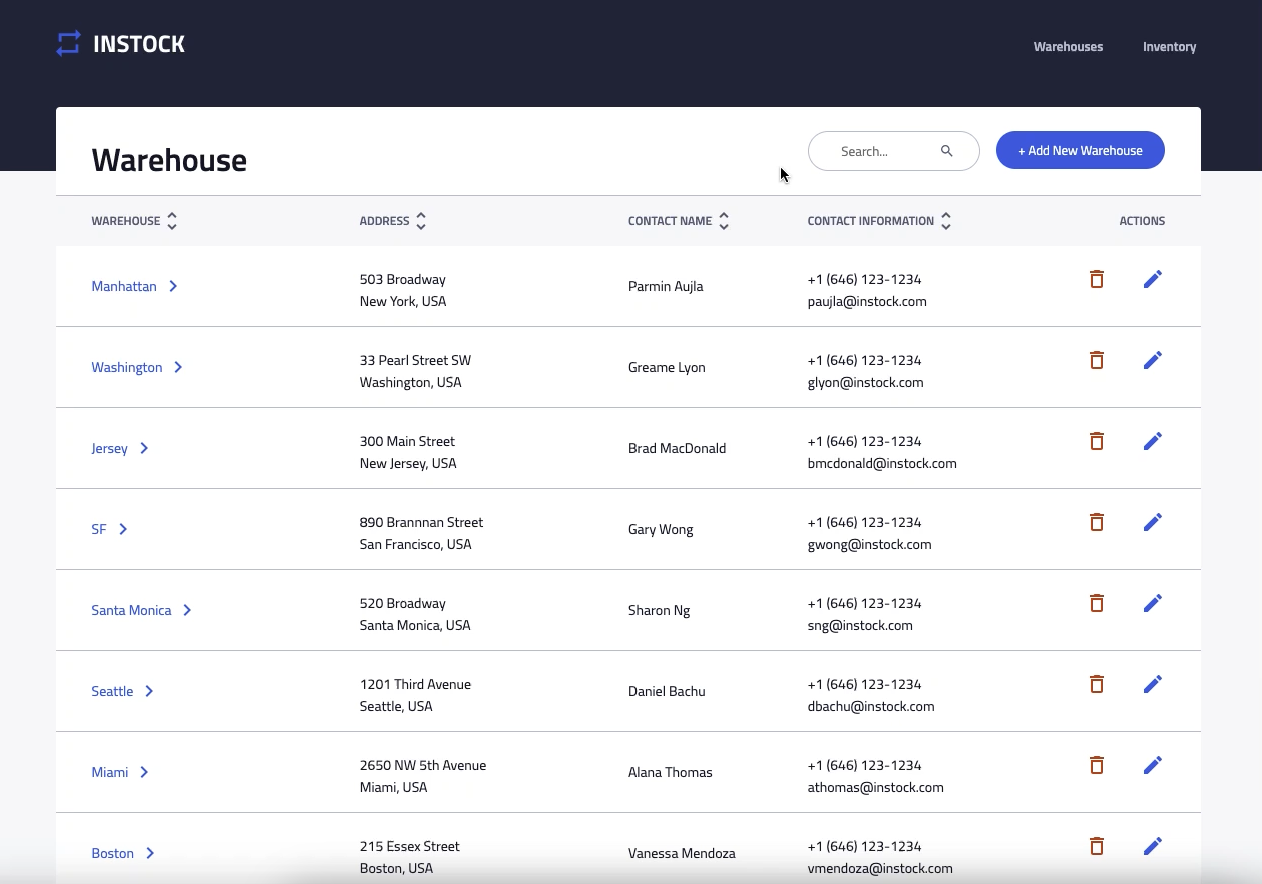 INSTOCK
Warehouses
Inventory
Warehouse
Search...
+ Add New Warehouse
WAREHOUSE
ADDRESS
CONTACT NAME
CONTACT INFORMATION
ACTIONS
Manhattan
503 Broadway
New York, USA
Parmin Aujla
+1 (646) 123-1234
paujla@instock.com
Washington
33 Pearl Street SW
Washington, USA
Greame Lyon
+1 (646) 123-1234
glyon@instock.com
Jersey
300 Main Street
New Jersey, USA
Brad MacDonald
+1 (646) 123-1234
bmcdonald@instock.com
SF
890 Brannnan Street
San Francisco, USA
Gary Wong
+1 (646) 123-1234
gwong@instock.com
Santa Monica
520 Broadway
Santa Monica, USA
Sharon Ng
+1 (646) 123-1234
sng@instock.com
Seattle
1201 Third Avenue
Seattle, USA
Daniel Bachu
+1 (646) 123-1234
dbachu@instock.com
Miami
2650 NW 5th Avenue
Miami, USA
Alana Thomas
+1 (646) 123-1234
athomas@instock.com
Boston
215 Essex Street
Boston, USA
Vanessa Mendoza
+1 (646) 123-1234
vmendoza@instock.com